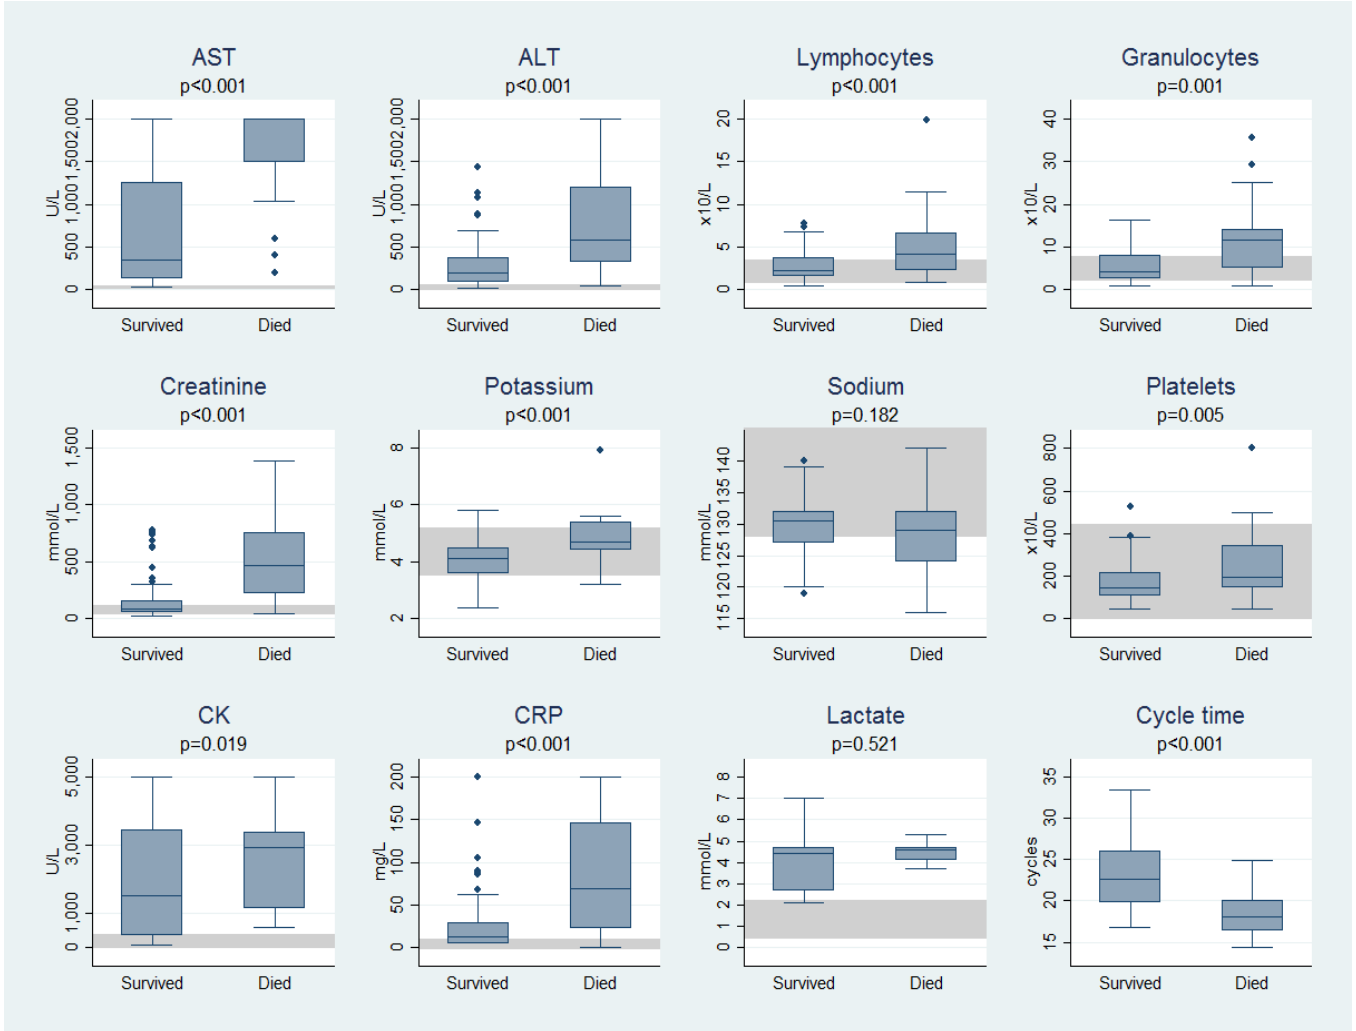 AST
p<0.001
U/L
0 500 1,000 1,500 2,000
Survived Died
ALT
p<0.001
U/L
0 500 1,000 1,500 2,000
Survived Died
Lymphocytes
p<0.001
x10/L
0 5 10 15 20
Survived Died
Granulocytes
p=0.001
x10/L
0 10 20 30 40
Survived Died
Creatinine
p<0.001
mmol/L
0 500 1,000 1,500
Survived Died
Potassium
p<0.001
mmol/L
2 4 6 8
Survived Died
Sodium
p=0.182
mmol/L
115 120 125 130 135 140
Survived Died
Platelets
p=0.005
x10/L
0 200 400 600 800
Survived Died
CK
p=0.019
U/L
0 1,000 3,000 5,000
Survived Died
CRP
p<0.001
mg/L
0 50 100 150 200
Survived Died
Lactate
p=0.521
mmol/L
0 1 2 3 4 5 6 7 8
Survived Died
Cycle time
p<0.001
cycles
15 20 25 30 35
Survived Died